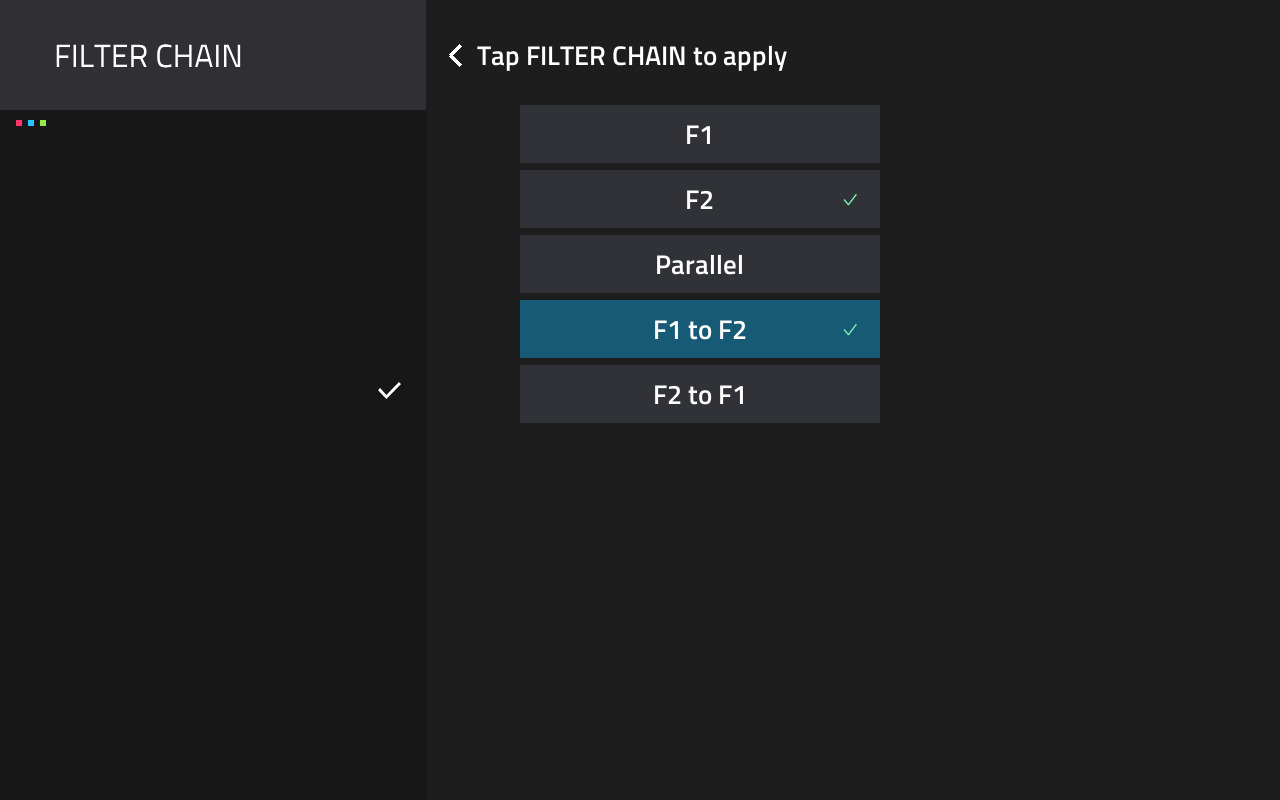 FILTER CHAIN
Tap FILTER CHAIN to apply
F1
F2
Parallel
F1 to F2
F2 to F1